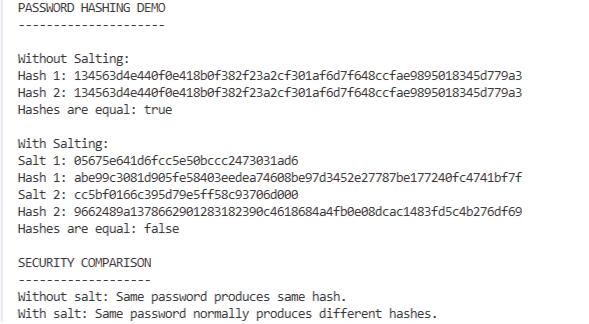 PASSWORD HASHING DEMO
---------------------
Without Salting:
Hash 1: 134563d4e440f0e418b0f382f23a2cf301af6d7f648ccfae9895018345d779a3
Hash 2: 134563d4e440f0e418b0f382f23a2cf301af6d7f648ccfae9895018345d779a3
Hashes are equal: true
With Salting:
Salt 1: 05675e641d6fcc5e50bccc2473031ad6
Hash 1: abe99c3081d905fe58403eedea74608be97d3452e27787be177240fc4741bf7f
Salt 2: cc5bf0166c395d79e5ff58c93706d000
Hash 2: 9662489a1378662901283182390c4618684a4fb0e08dcac1483fd5c4b276df69
Hashes are equal: false
SECURITY COMPARISON
-------------------
Without salt: Same password produces same hash.
With salt: Same password normally produces different hashes.